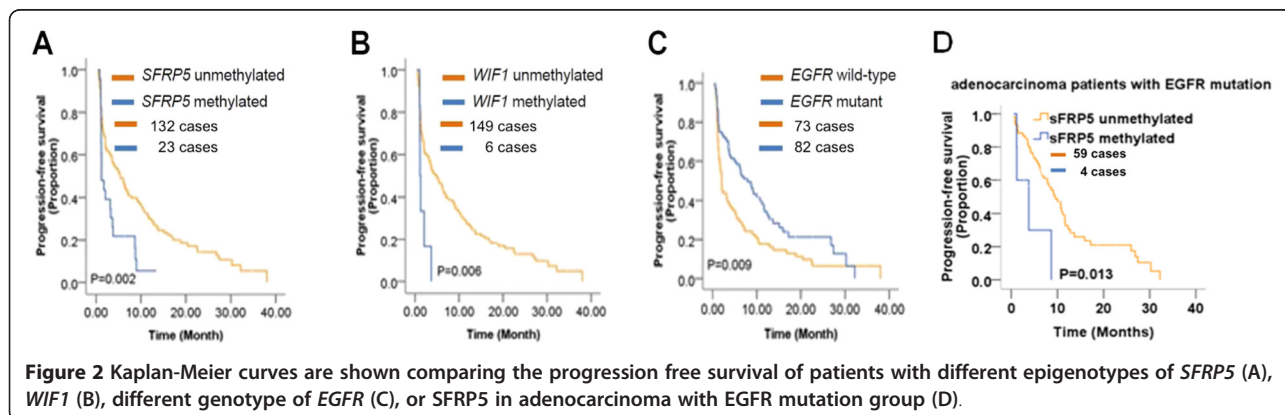 A
SFRP5 unmethylated
SFRP5 methylated
132 cases
23 cases
Progression-free survival
(Proportion)
1.0
0.8
0.6
0.4
0.2
0.0
P=0.002
0.00 10.00 20.00 30.00 40.00
Time (Month)
B
WIF1 unmethylated
WIF1 methylated
149 cases
6 cases
Progression-free survival
(Proportion)
1.0
0.8
0.6
0.4
0.2
0.0
P=0.006
0.00 10.00 20.00 30.00 40.00
Time (Month)
C
EGFR wild-type
EGFR mutant
73 cases
82 cases
Progression-free survival
(Proportion)
1.0
0.8
0.6
0.4
0.2
0.0
P=0.009
0.00 10.00 20.00 30.00 40.00
Time (Month)
D
adenocarcinoma patients with EGFR mutation
sFRP5 unmethylated
sFRP5 methylated
59 cases
4 cases
Progression-free survival
(Proportion)
1.0
0.8
0.6
0.4
0.2
0.0
P=0.013
0 10 20 30 40
Time (Months)
Figure 2 Kaplan-Meier curves are shown comparing the progression free survival of patients with different epigenotypes of SFRP5 (A),
WIF1 (B), different genotype of EGFR (C), or SFRP5 in adenocarcinoma with EGFR mutation group (D).